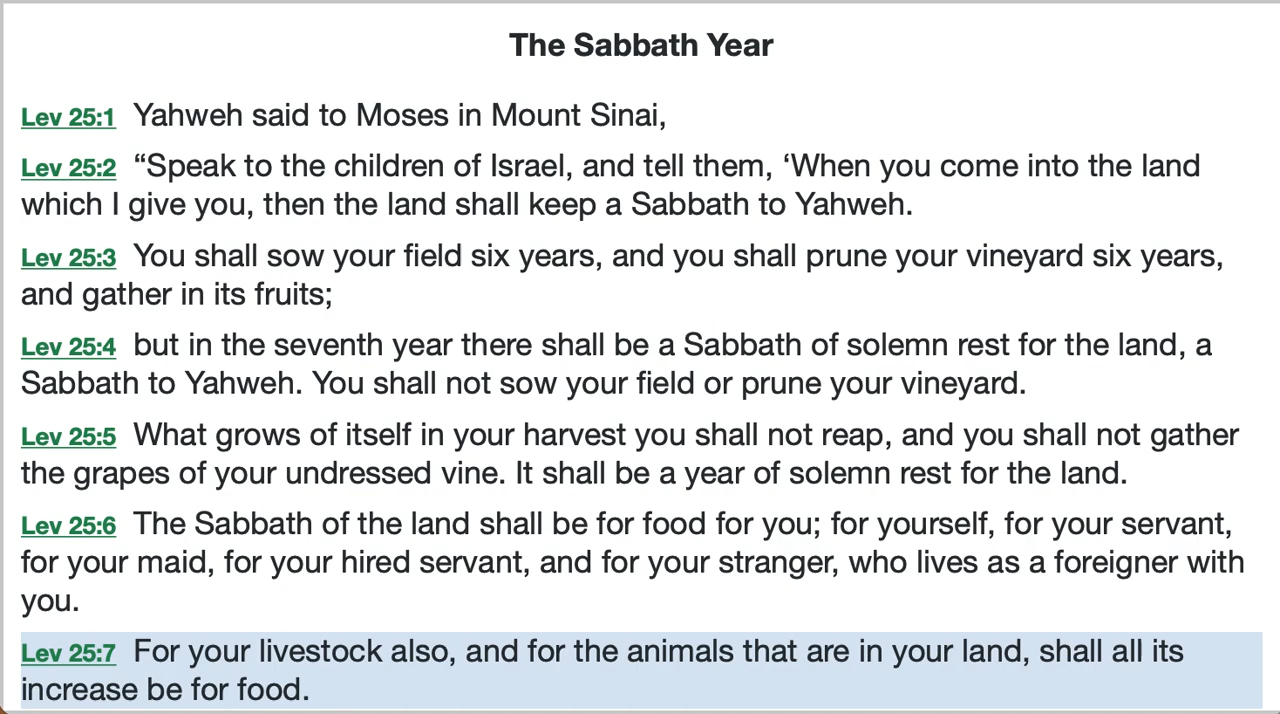 The Sabbath Year
Lev 25:1 Yahweh said to Moses in Mount Sinai,
Lev 25:2 “Speak to the children of Israel, and tell them, ‘When you come into the land
which I give you, then the land shall keep a Sabbath to Yahweh.
Lev 25:3 You shall sow your field six years, and you shall prune your vineyard six years,
and gather in its fruits;
Lev 25:4 but in the seventh year there shall be a Sabbath of solemn rest for the land, a
Sabbath to Yahweh. You shall not sow your field or prune your vineyard.
Lev 25:5 What grows of itself in your harvest you shall not reap, and you shall not gather
the grapes of your undressed vine. It shall be a year of solemn rest for the land.
Lev 25:6 The Sabbath of the land shall be for food for you; for yourself, for your servant,
for your maid, for your hired servant, and for your stranger, who lives as a foreigner with
you.
Lev 25:7 For your livestock also, and for the animals that are in your land, shall all its
increase be for food.